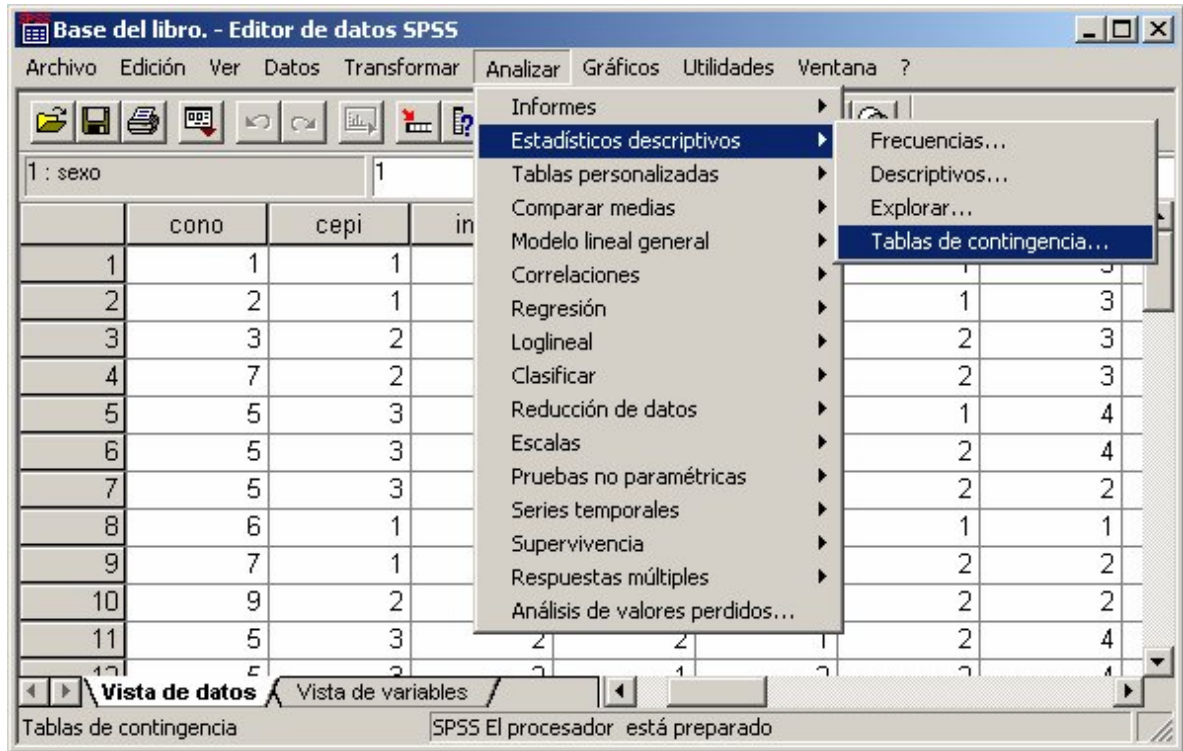 SPSS
Base del libro. - Editor de datos SPSS
Archivo Edición Ver Datos Transformar Analizar Gráficos Utilidades Ventana ?
1 : sexo 1
Informes
Estadísticos descriptivos
Tablas personalizadas
Comparar medias
Modelo lineal general
Correlaciones
Regresión
Loglineal
Clasificar
Reducción de datos
Escalas
Pruebas no paramétricas
Series temporales
Supervivencia
Respuestas múltiples
Análisis de valores perdidos...
Frecuencias...
Descriptivos...
Explorar...
Tablas de contingencia...
cono cepi in
1 1 1 1 3
2 2 1 1 3
3 3 2 2 3
4 7 2 2 3
5 5 3 1 4
6 5 3 2 4
7 5 3 2 2
8 6 1 1 1
9 7 1 2 2
10 9 2 2 2
11 5 3 2 2 1 2 4
Vista de datos Vista de variables
Tablas de contingencia SPSS El procesador está preparado